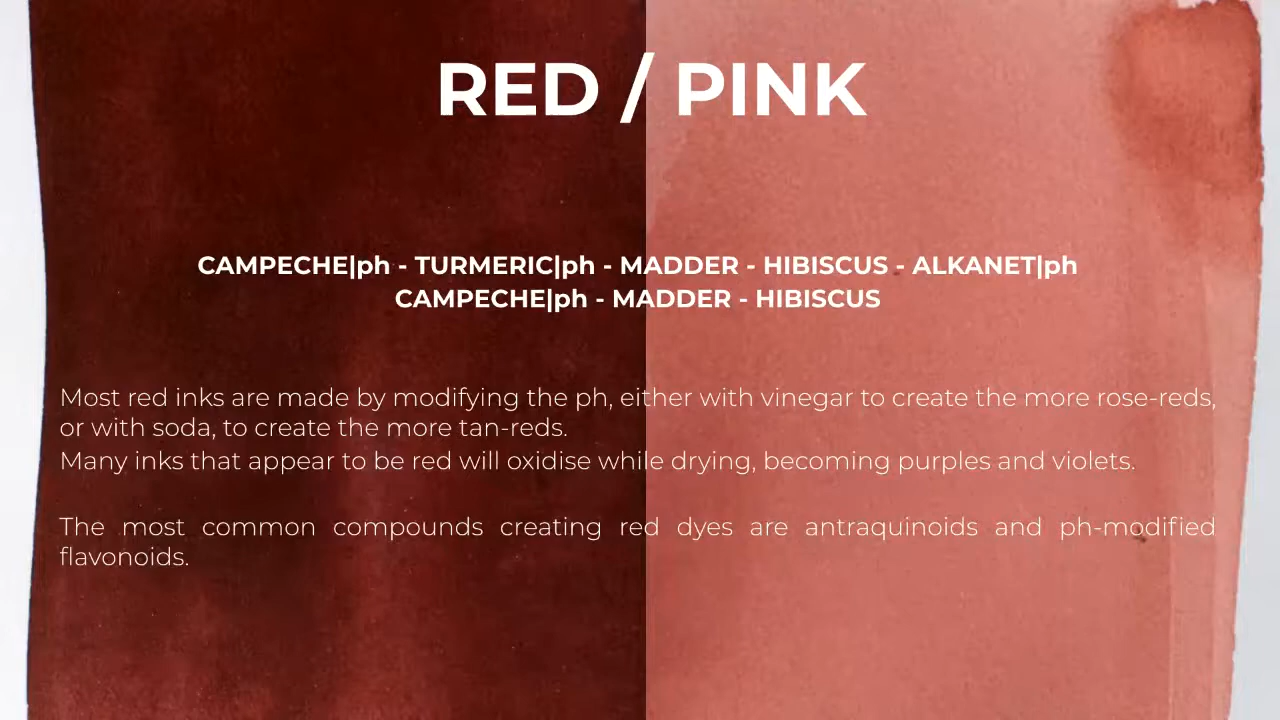 RED / PINK
CAMPECHE|ph - TURMERIC|ph - MADDER - HIBISCUS - ALKANET|ph
CAMPECHE|ph - MADDER - HIBISCUS
Most red inks are made by modifying the ph, either with vinegar to create the more rose-reds,
or with soda, to create the more tan-reds.
Many inks that appear to be red will oxidise while drying, becoming purples and violets.
The most common compounds creating red dyes are antraquinoids and ph-modified
flavonoids.